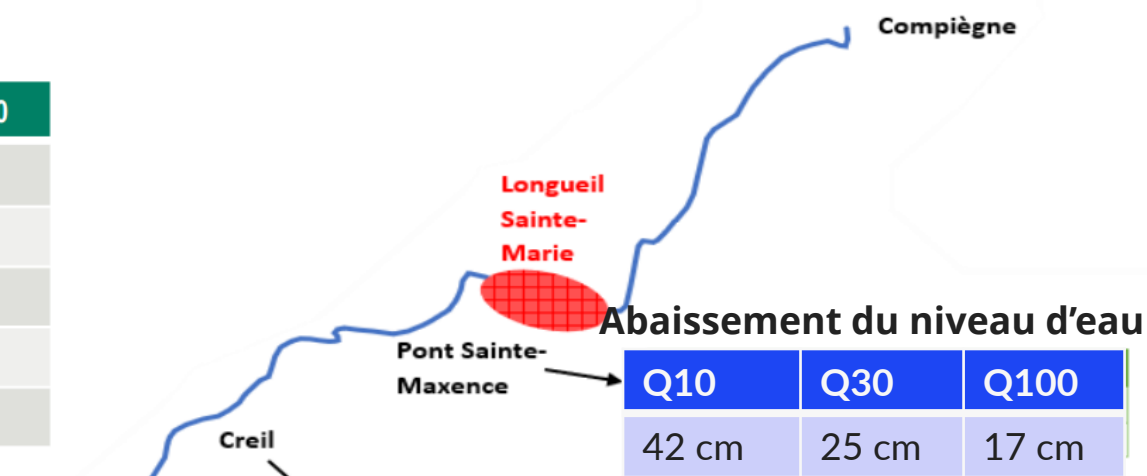 Compiègne
0
Longueil
Sainte-
Marie
Abaissement du niveau d’eau
Pont Sainte-
Maxence
Q10 Q30 Q100
Creil
42 cm 25 cm 17 cm